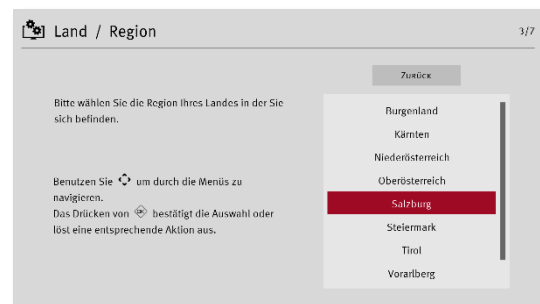 Land / Region
3/7
Zurück
Bitte wählen Sie die Region Ihres Landes in der Sie
sich befinden.
Benutzen Sie um durch die Menüs zu
navigieren.
Das Drücken von OK bestätigt die Auswahl oder
löst eine entsprechende Aktion aus.
Burgenland
Kärnten
Niederösterreich
Oberösterreich
Salzburg
Steiermark
Tirol
Vorarlberg